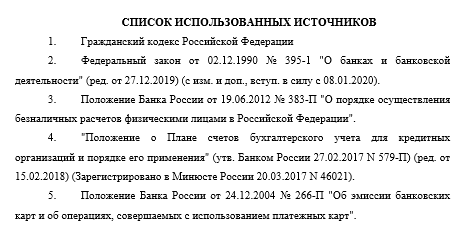 СПИСОК ИСПОЛЬЗОВАННЫХ ИСТОЧНИКОВ
1. Гражданский кодекс Российской Федерации
2. Федеральный закон от 02.12.1990 № 395-1 "О банках и банковской
деятельности" (ред. от 27.12.2019) (с изм. и доп., вступ. в силу с 08.01.2020).
3. Положение Банка России от 19.06.2012 № 383-П "О порядке осуществления
безналичных расчетов физическими лицами в Российской Федерации".
4. "Положение о Плане счетов бухгалтерского учета для кредитных
организаций и порядке его применения" (утв. Банком России 27.02.2017 N 579-П) (ред. от
15.02.2018) (Зарегистрировано в Минюсте России 20.03.2017 N 46021).
5. Положение Банка России от 24.12.2004 № 266-П "Об эмиссии банковских
карт и об операциях, совершаемых с использованием платежных карт".